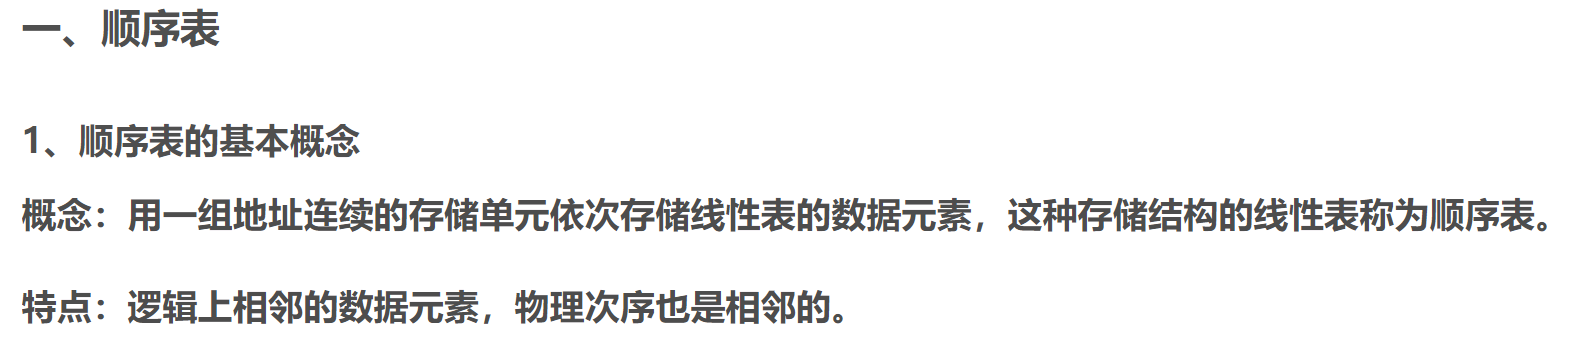 一、顺序表
1、顺序表的基本概念
概念：用一组地址连续的存储单元依次存储线性表的数据元素，这种存储结构的线性表称为顺序表。
特点：逻辑上相邻的数据元素，物理次序也是相邻的。